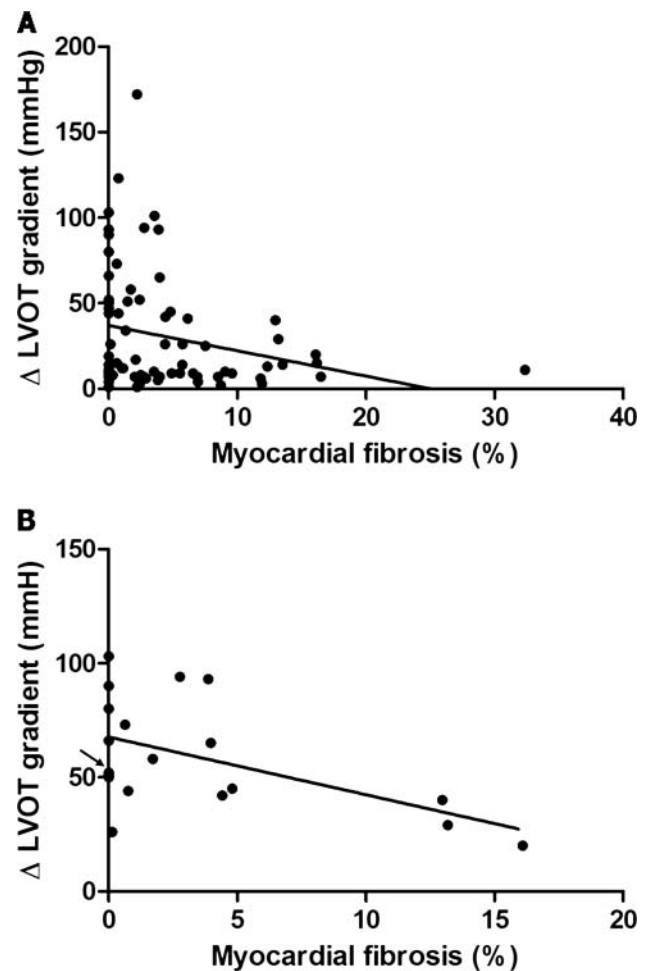 A
Δ LVOT gradient (mmHg)
200
150
100
50
0
0 10 20 30 40
Myocardial fibrosis (%)
B
Δ LVOT gradient (mmH)
150
100
50
0
0 5 10 15 20
Myocardial fibrosis (%)